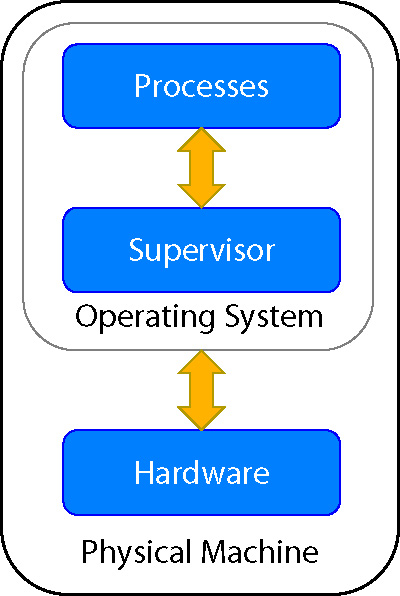 Processes
Supervisor
Operating System
Hardware
Physical Machine